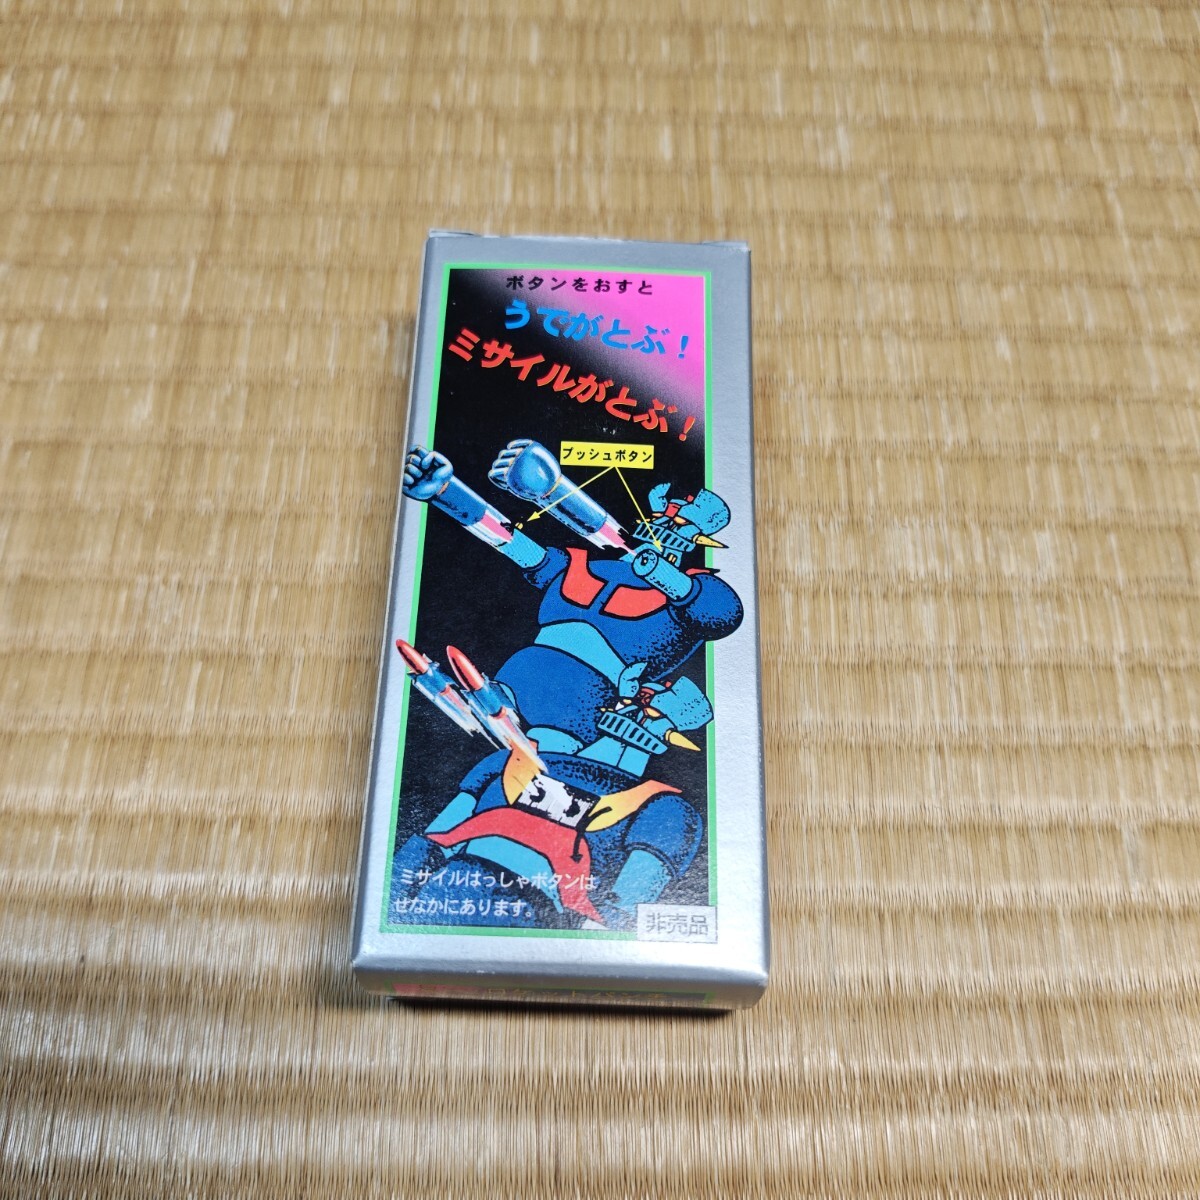 ボタンをおすと
うでがとぶ!
ミサイルがとぶ!
プッシュボタン
ミサイルはっしゃボタンは
せなかにあります。
非売品